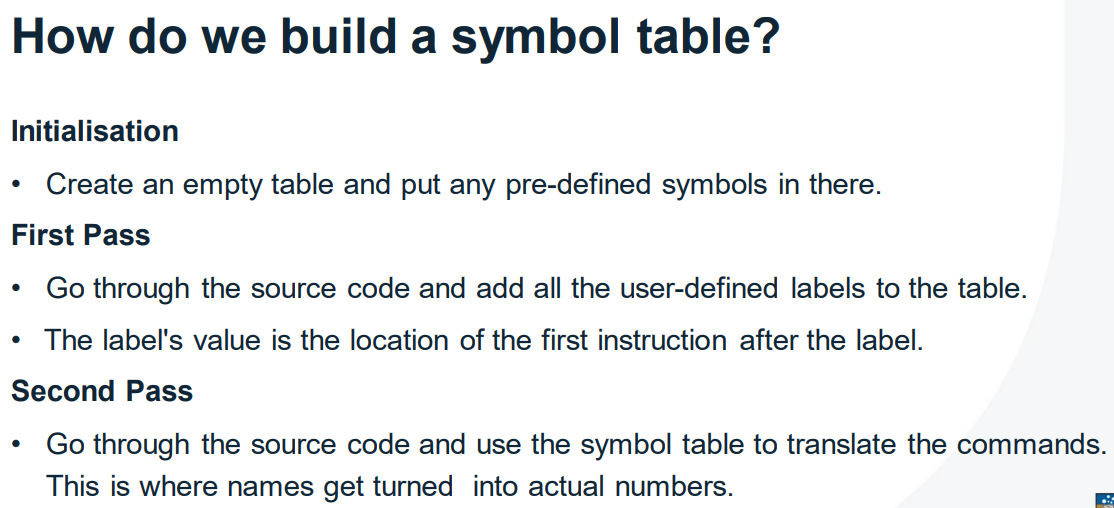 How do we build a symbol table?
Initialisation
• Create an empty table and put any pre-defined symbols in there.
First Pass
• Go through the source code and add all the user-defined labels to the table.
• The label's value is the location of the first instruction after the label.
Second Pass
• Go through the source code and use the symbol table to translate the commands.
This is where names get turned into actual numbers.